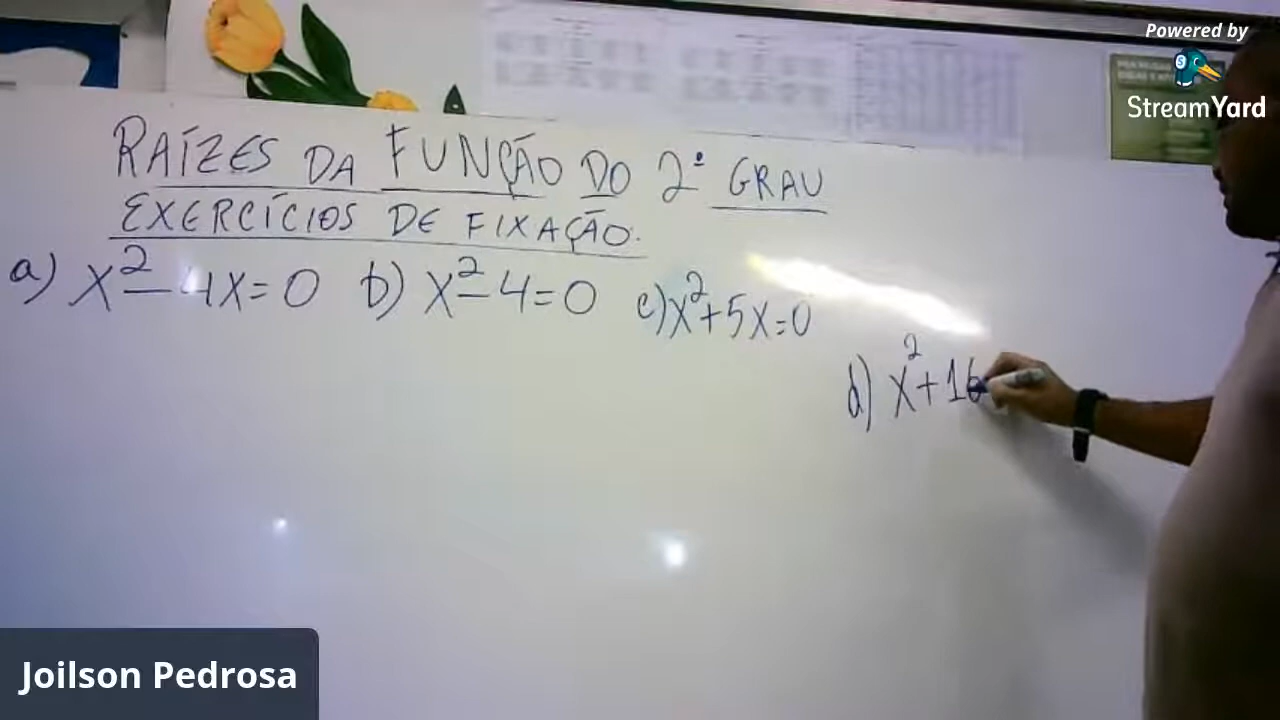 Powered by
StreamYard
RAÍZES DA FUNÇÃO DO 2º GRAU
EXERCÍCIOS DE FIXAÇÃO.
a) x² - 4x = 0 b) x² - 4 = 0 c) x² + 5x = 0
d) x² + 16
Joilson Pedrosa